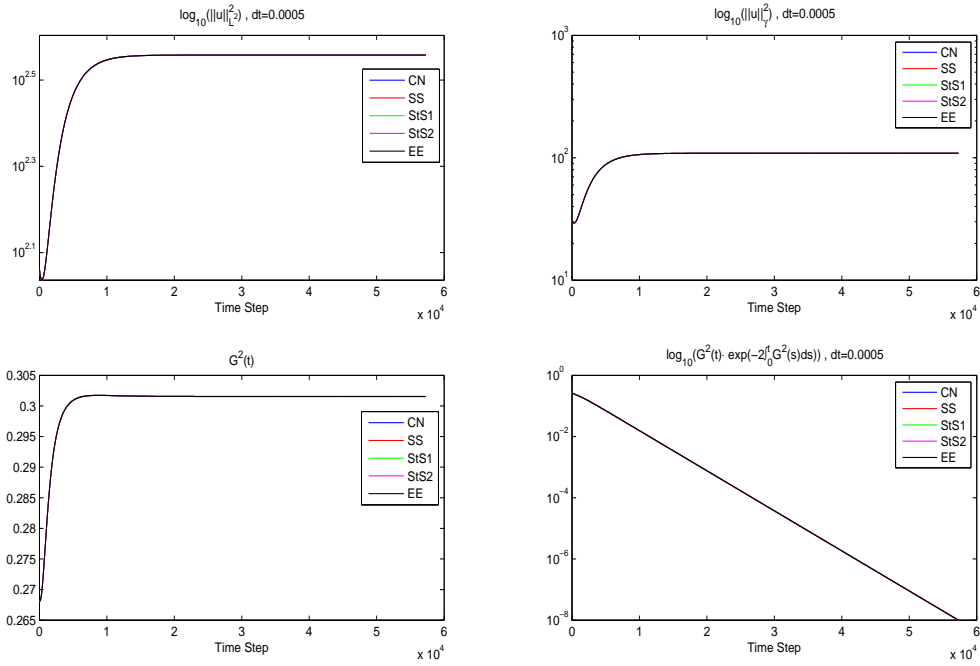 log10(||u||²L²) , dt=0.0005
10^2.5
10^2.3
10^2.1
0 1 2 3 4 5 6
x 10^4
Time Step
CN
SS
StS1
StS2
EE
log10(||u||²γ) , dt=0.0005
10^3
10^2
10^1
0 1 2 3 4 5 6
x 10^4
Time Step
CN
SS
StS1
StS2
EE
G²(t)
0.305
0.3
0.295
0.29
0.285
0.28
0.275
0.27
0.265
0 1 2 3 4 5 6
x 10^4
Time Step
CN
SS
StS1
StS2
EE
log10(G²(t)· exp(-2∫₀ᵗG²(s)ds)) , dt=0.0005
10^0
10^-2
10^-4
10^-6
10^-8
0 1 2 3 4 5 6
x 10^4
Time Step
CN
SS
StS1
StS2
EE